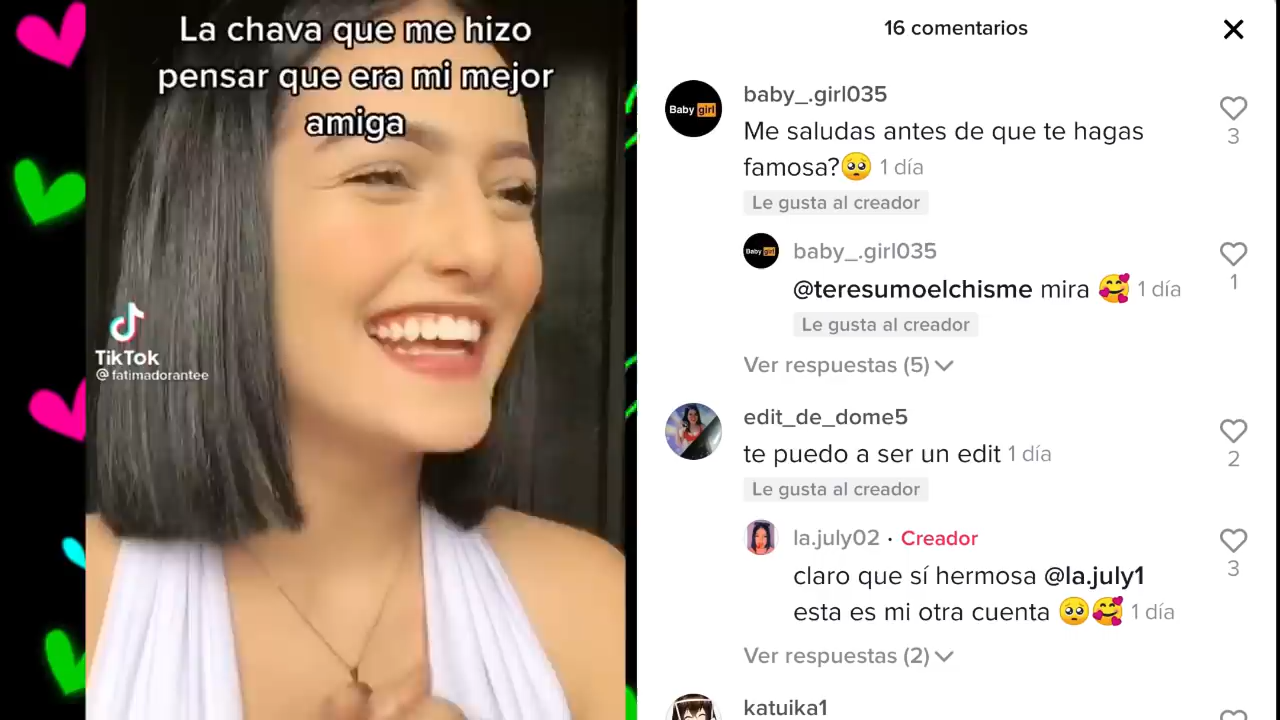 La chava que me hizo
pensar que era mi mejor
amiga
TikTok
@ fatimadorantee
16 comentarios
Baby girl
baby_.girl035
Me saludas antes de que te hagas
famosa?🥺 1 día
3
Le gusta al creador
Baby girl
baby_.girl035
@teresumoelchisme mira 🥰 1 día
1
Le gusta al creador
Ver respuestas (5)
edit_de_dome5
te puedo a ser un edit 1 día
2
Le gusta al creador
la.july02 · Creador
claro que sí hermosa @la.july1
3
esta es mi otra cuenta 🥺🥰 1 día
Ver respuestas (2)
katuika1